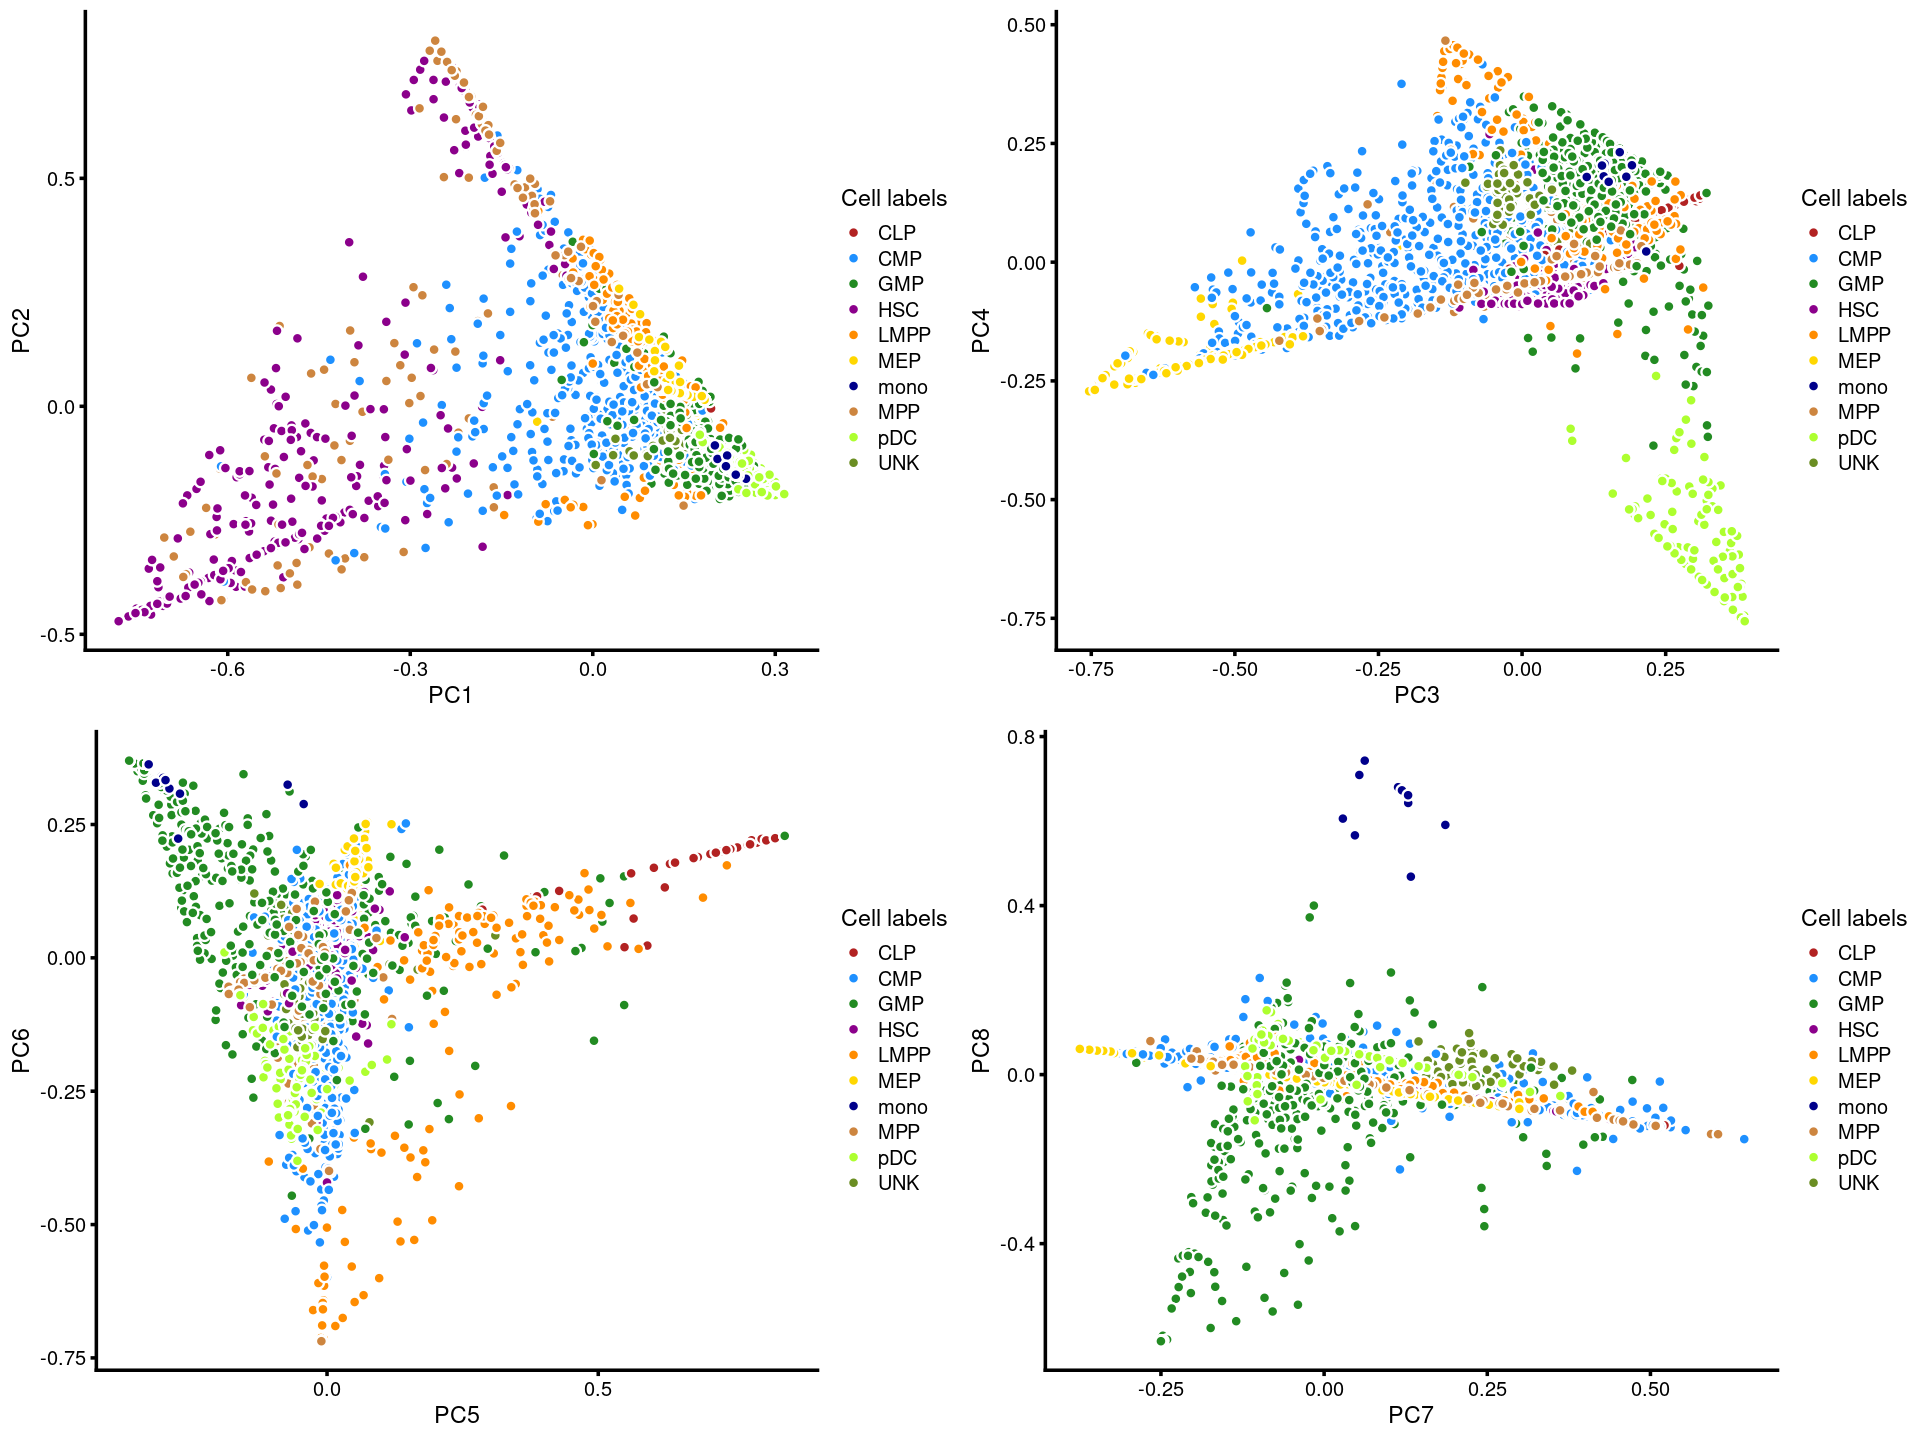 PC2
0.5
0.0
-0.5
-0.6
-0.3
0.0
0.3
PC1
Cell labels
CLP
CMP
GMP
HSC
LMPP
MEP
mono
MPP
pDC
UNK
PC4
0.50
0.25
0.00
-0.25
-0.50
-0.75
-0.75
-0.50
-0.25
0.00
0.25
PC3
Cell labels
CLP
CMP
GMP
HSC
LMPP
MEP
mono
MPP
pDC
UNK
PC6
0.25
0.00
-0.25
-0.50
-0.75
0.0
0.5
PC5
Cell labels
CLP
CMP
GMP
HSC
LMPP
MEP
mono
MPP
pDC
UNK
PC8
0.8
0.4
0.0
-0.4
-0.25
0.00
0.25
0.50
PC7
Cell labels
CLP
CMP
GMP
HSC
LMPP
MEP
mono
MPP
pDC
UNK